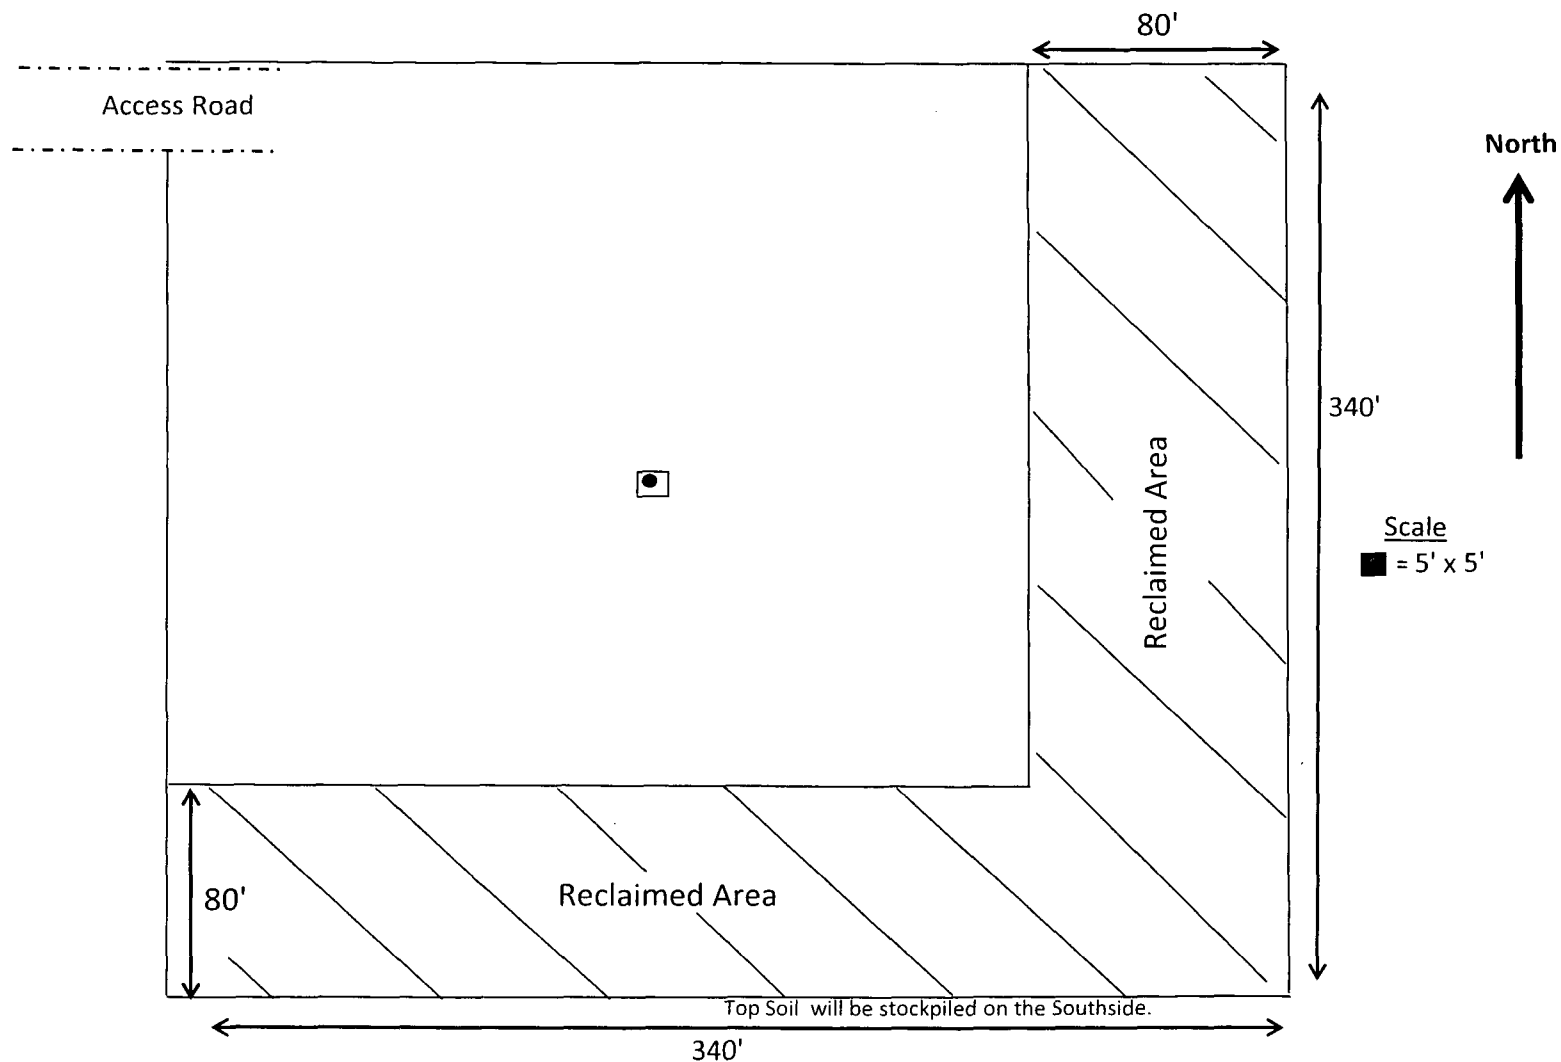 80'
Access Road
North
340'
Reclaimed Area
Scale
= 5' x 5'
80'
Reclaimed Area
Top Soil will be stockpiled on the Southside.
340'